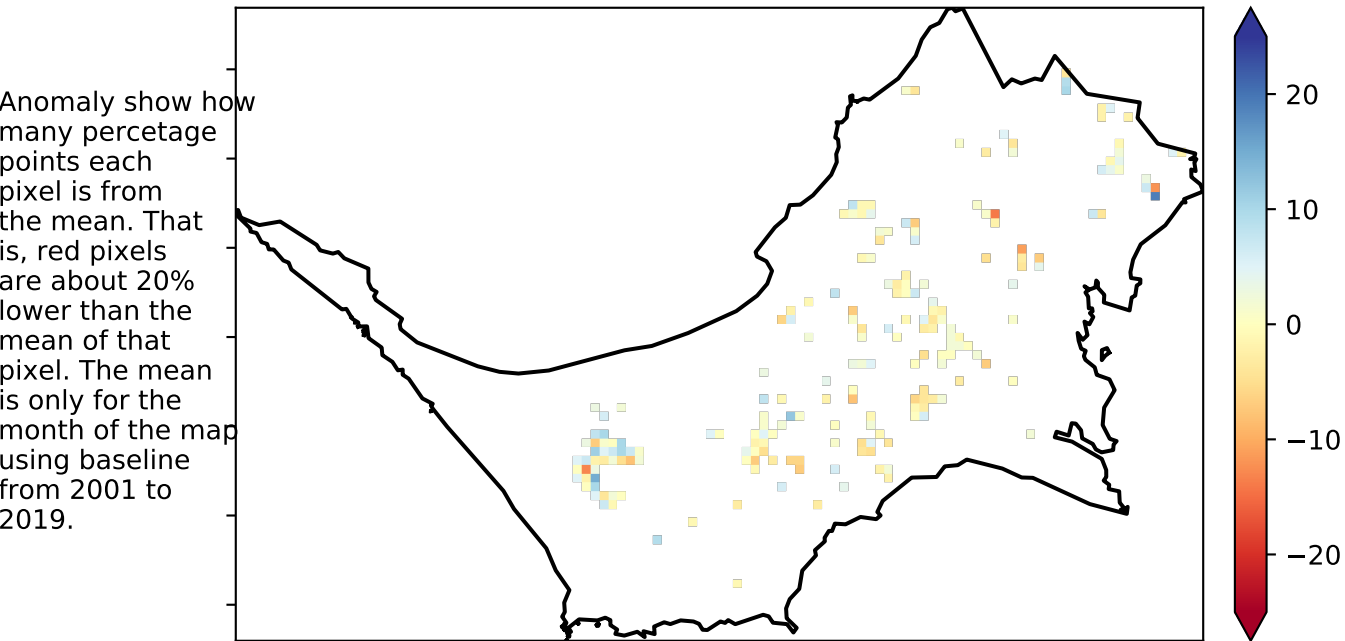 Anomaly show how
many percetage
points each
pixel is from
the mean. That
is, red pixels
are about 20%
lower than the
mean of that
pixel. The mean
is only for the
month of the map
using baseline
from 2001 to
2019.
20
10
0
−10
−20